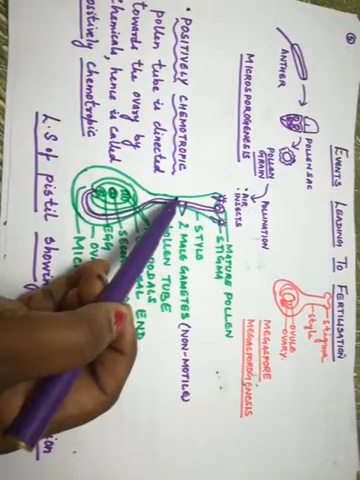 5
EVENTS LEADING TO FERTILISATION
ANTHER
POLLEN SAC
POLLEN
GRAIN
POLLINATION
• AIR
• INSECTS
MICROSPOROGENESIS
stigma
style
OVULE
OVARY.
MEGASPORE
MEGASPOROGENESIS
• POSITIVELY CHEMOTROPIC
pollen tube is directed
towards the ovary by
chemicals, hence is called
positively chemotropic
MATURE POLLEN
STIGMA
STYLE
2 MALE GAMETES (NON-MOTILE)
POLLEN TUBE
END
EGG
L.S of pistil showing